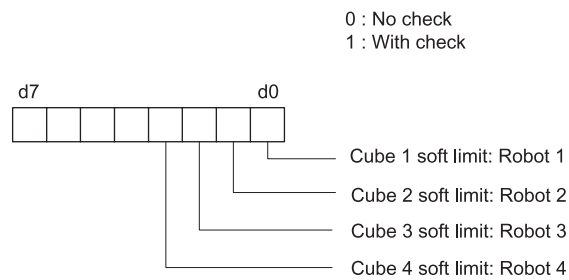 0 : No check
1 : With check
d7 d0
Cube 1 soft limit: Robot 1
Cube 2 soft limit: Robot 2
Cube 3 soft limit: Robot 3
Cube 4 soft limit: Robot 4